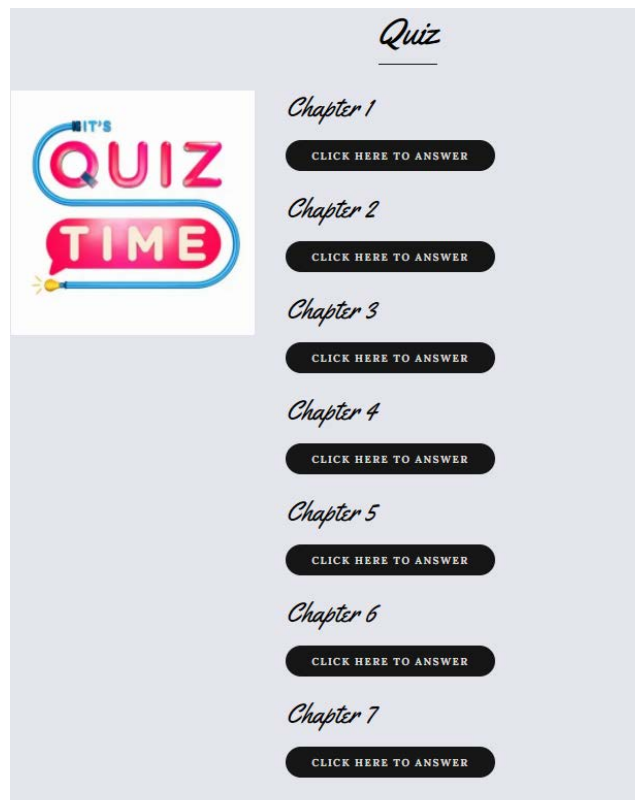 Quiz
IT'S
QUIZ
TIME
Chapter 1
CLICK HERE TO ANSWER
Chapter 2
CLICK HERE TO ANSWER
Chapter 3
CLICK HERE TO ANSWER
Chapter 4
CLICK HERE TO ANSWER
Chapter 5
CLICK HERE TO ANSWER
Chapter 6
CLICK HERE TO ANSWER
Chapter 7
CLICK HERE TO ANSWER